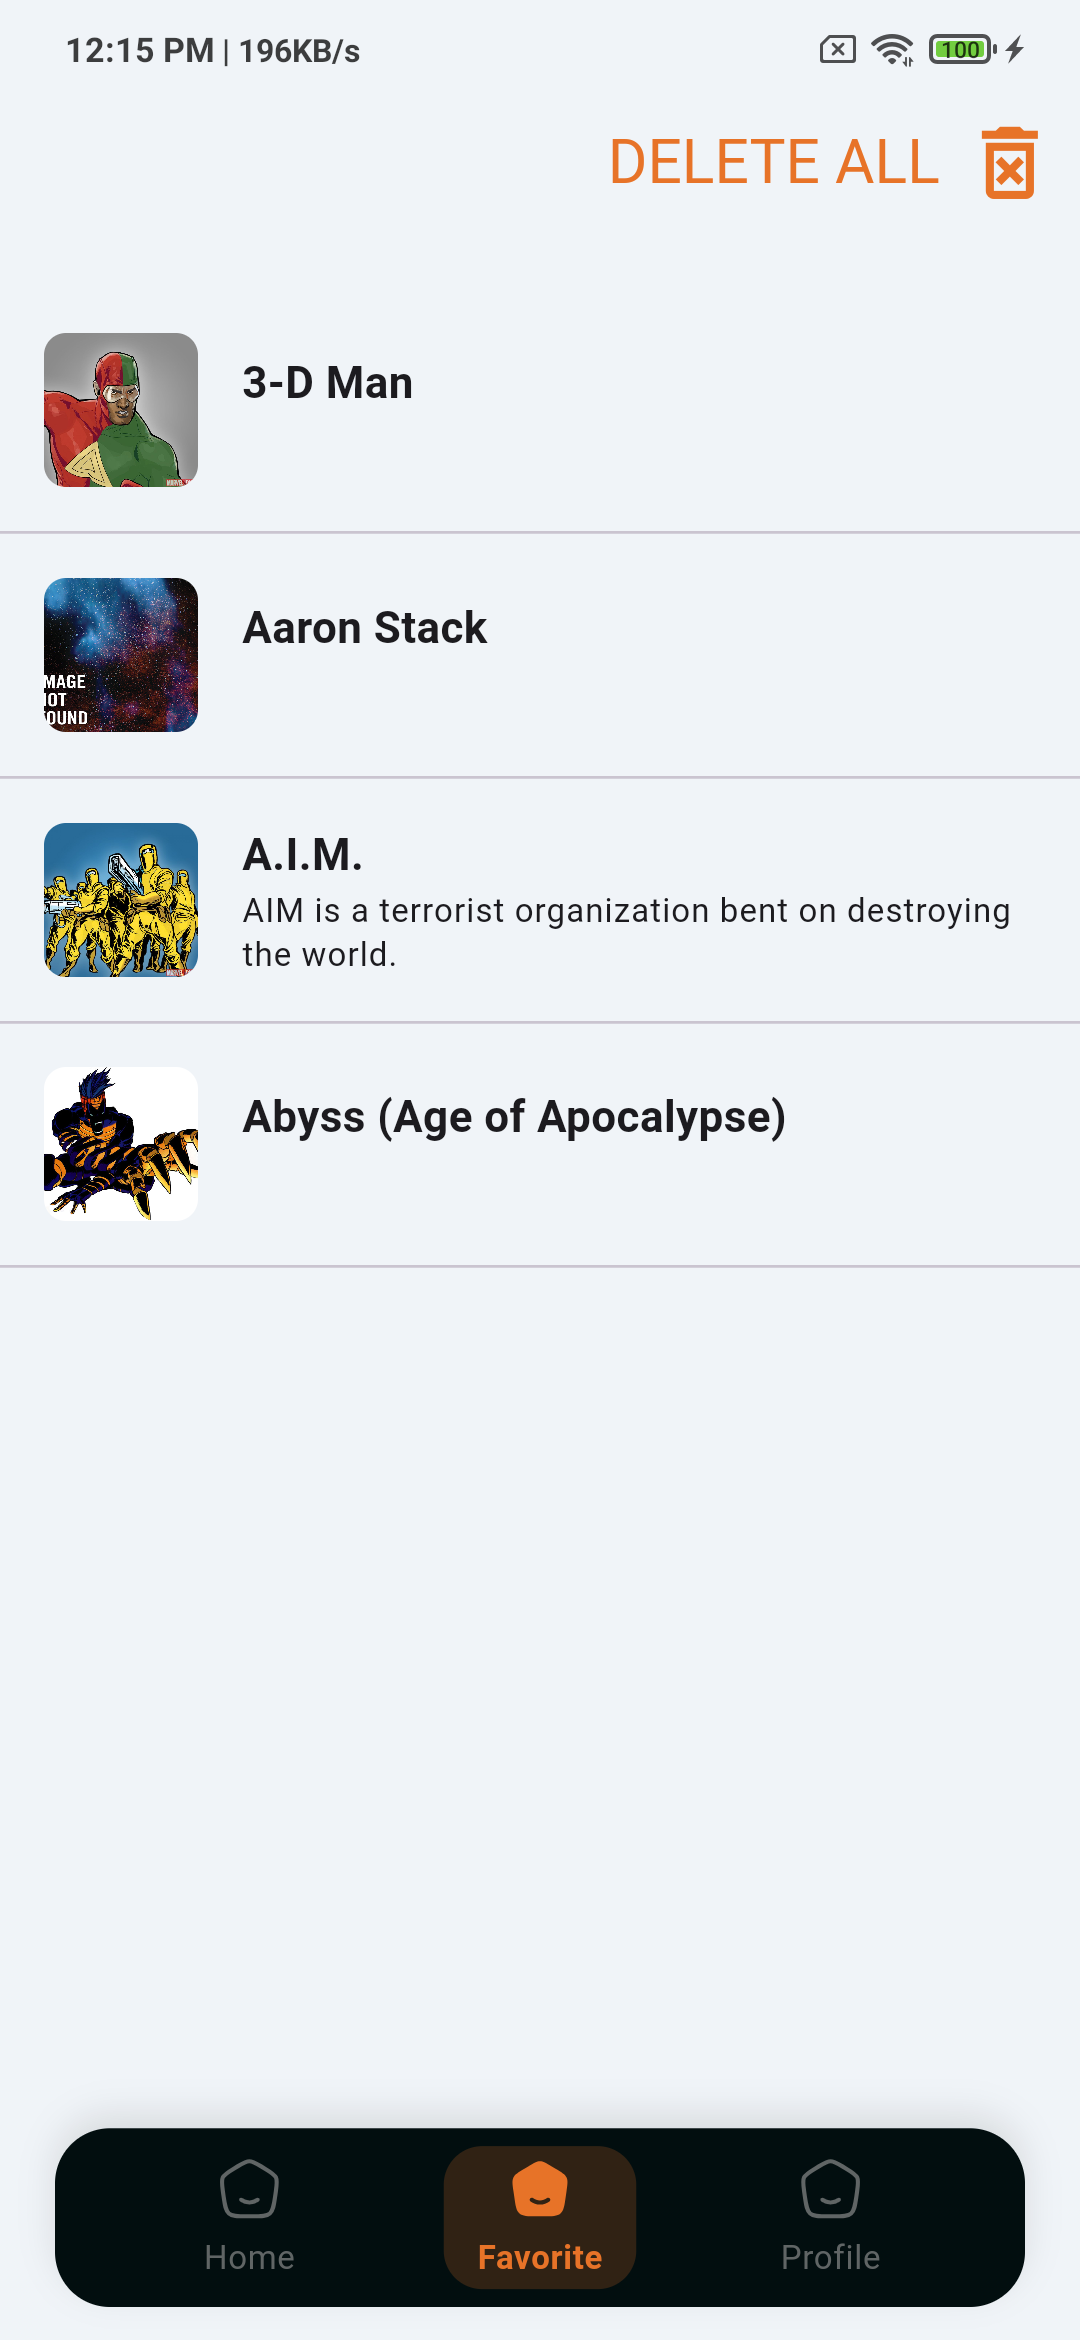 12:15 PM | 196KB/s
100
DELETE ALL
3-D Man
Aaron Stack
MAGE
OT
OUND
A.I.M.
AIM is a terrorist organization bent on destroying
the world.
Abyss (Age of Apocalypse)
Home
Favorite
Profile